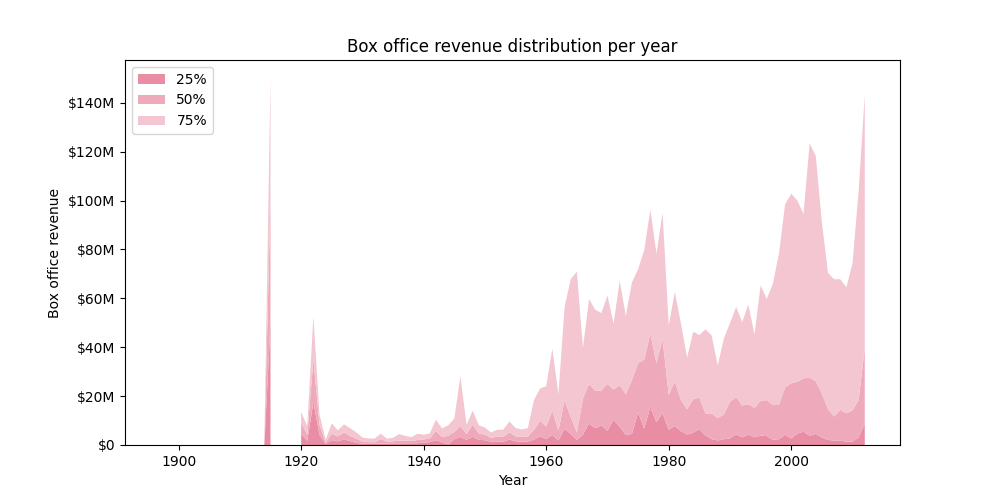 Box office revenue distribution per year
25%
50%
75%
$140M
$120M
$100M
$80M
$60M
$40M
$20M
$0
Box office revenue
1900
1920
1940
1960
1980
2000
Year